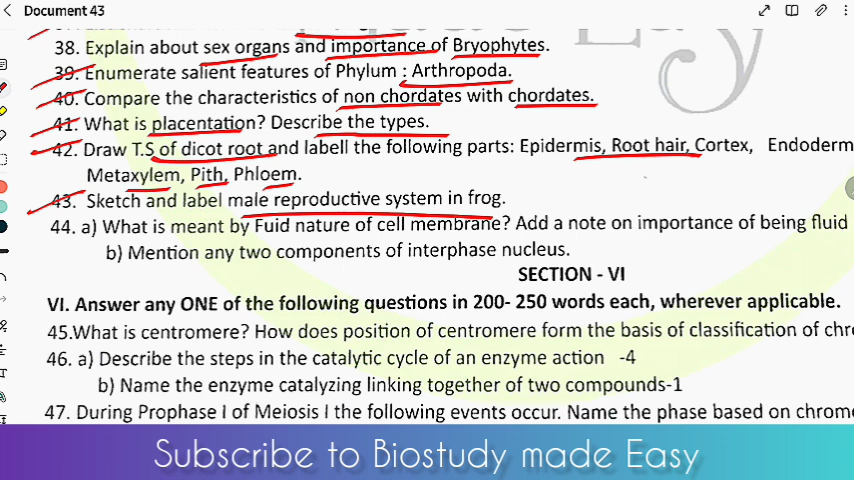 Document 43
38. Explain about sex organs and importance of Bryophytes.
39. Enumerate salient features of Phylum : Arthropoda.
40. Compare the characteristics of non chordates with chordates.
41. What is placentation? Describe the types.
42. Draw T.S of dicot root and labell the following parts: Epidermis, Root hair, Cortex, Endoderm
Metaxylem, Pith, Phloem.
43. Sketch and label male reproductive system in frog.
44. a) What is meant by Fuid nature of cell membrane? Add a note on importance of being fluid
b) Mention any two components of interphase nucleus.
SECTION - VI
VI. Answer any ONE of the following questions in 200- 250 words each, wherever applicable.
45.What is centromere? How does position of centromere form the basis of classification of chr
46. a) Describe the steps in the catalytic cycle of an enzyme action -4
b) Name the enzyme catalyzing linking together of two compounds-1
47. During Prophase I of Meiosis I the following events occur. Name the phase based on chrom
Subscribe to Biostudy made Easy